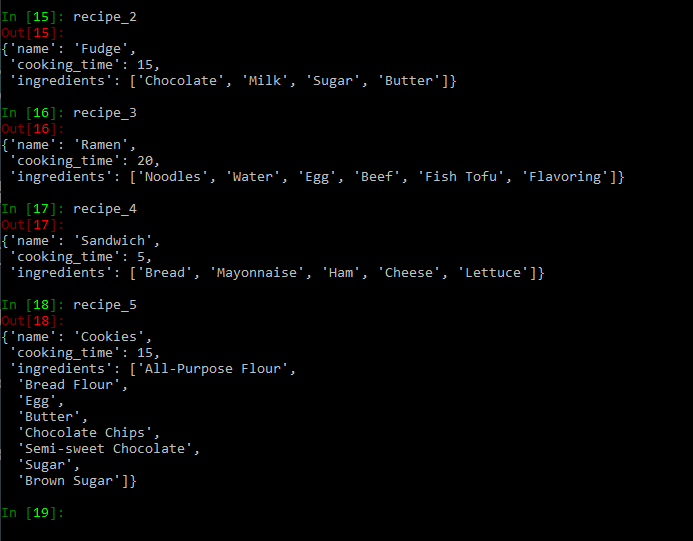 In [15]: recipe_2
Out[15]:
{'name': 'Fudge',
 'cooking_time': 15,
 'ingredients': ['Chocolate', 'Milk', 'Sugar', 'Butter']}
In [16]: recipe_3
Out[16]:
{'name': 'Ramen',
 'cooking_time': 20,
 'ingredients': ['Noodles', 'Water', 'Egg', 'Beef', 'Fish Tofu', 'Flavoring']}
In [17]: recipe_4
Out[17]:
{'name': 'Sandwich',
 'cooking_time': 5,
 'ingredients': ['Bread', 'Mayonnaise', 'Ham', 'Cheese', 'Lettuce']}
In [18]: recipe_5
Out[18]:
{'name': 'Cookies',
 'cooking_time': 15,
 'ingredients': ['All-Purpose Flour',
  'Bread Flour',
  'Egg',
  'Butter',
  'Chocolate Chips',
  'Semi-sweet Chocolate',
  'Sugar',
  'Brown Sugar']}
In [19]: